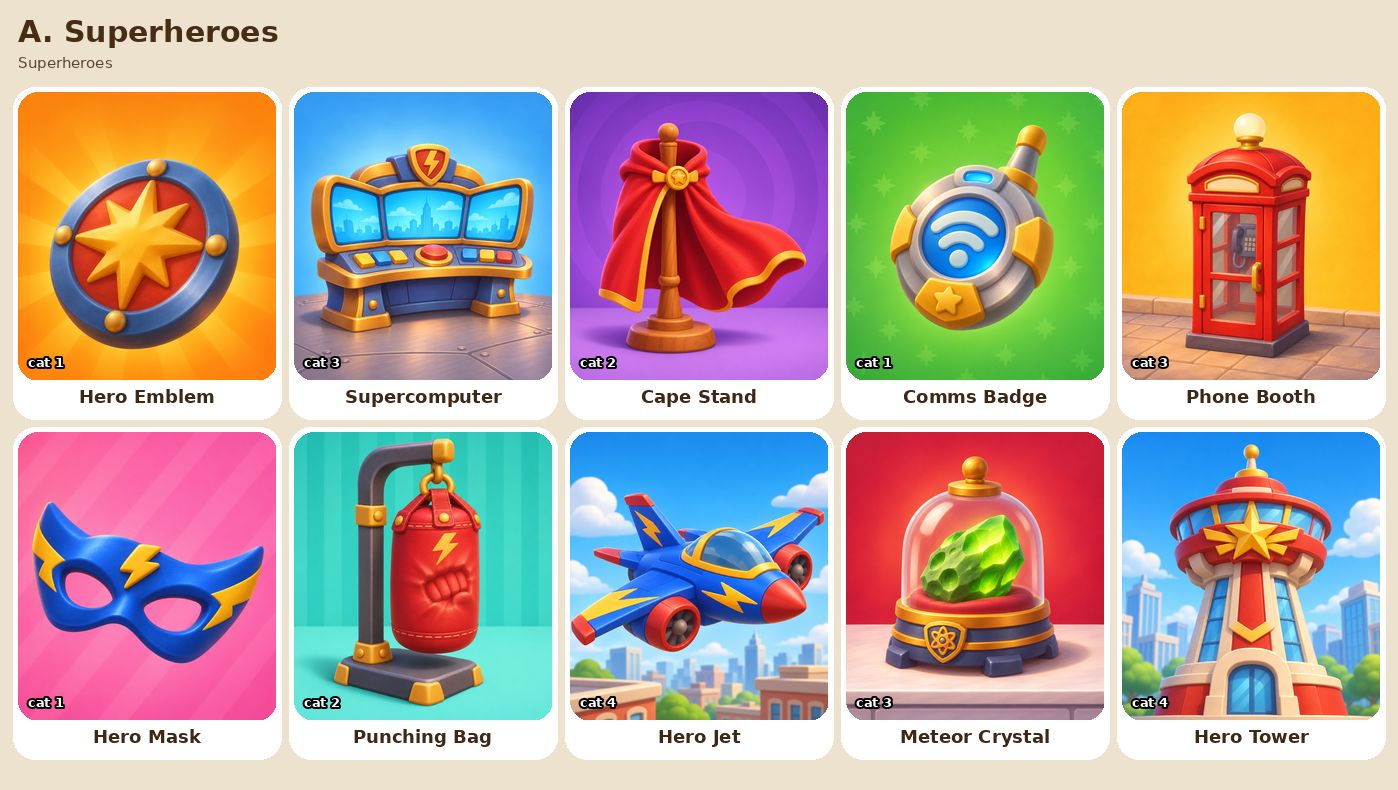 A. Superheroes
Superheroes
cat 1
Hero Emblem
cat 3
Supercomputer
cat 2
Cape Stand
cat 1
Comms Badge
cat 3
Phone Booth
cat 1
Hero Mask
cat 2
Punching Bag
cat 4
Hero Jet
cat 3
Meteor Crystal
cat 4
Hero Tower